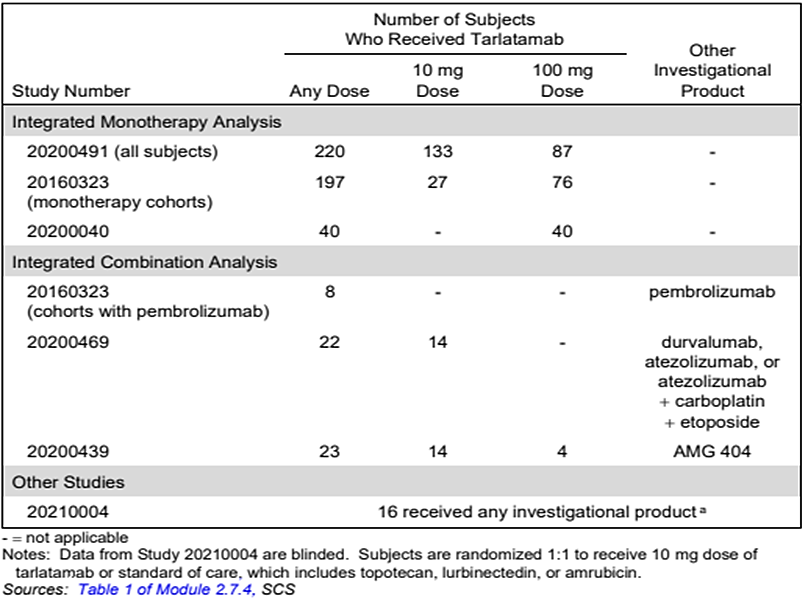 Number of Subjects
Who Received Tarlatamab
Other
Investigational
Product
10 mg
Dose
100 mg
Dose
Study Number Any Dose
Integrated Monotherapy Analysis
20200491 (all subjects) 220 133 87 -
20160323 197 27 76 -
(monotherapy cohorts)
20200040 40 - 40 -
Integrated Combination Analysis
20160323 8 - - pembrolizumab
(cohorts with pembrolizumab)
20200469 22 14 - durvalumab,
atezolizumab, or
atezolizumab
+ carboplatin
+ etoposide
20200439 23 14 4 AMG 404
Other Studies
20210004 16 received any investigational product a
- = not applicable
Notes: Data from Study 20210004 are blinded. Subjects are randomized 1:1 to receive 10 mg dose of
tarlatamab or standard of care, which includes topotecan, lurbinectedin, or amrubicin.
Sources: Table 1 of Module 2.7.4, SCS